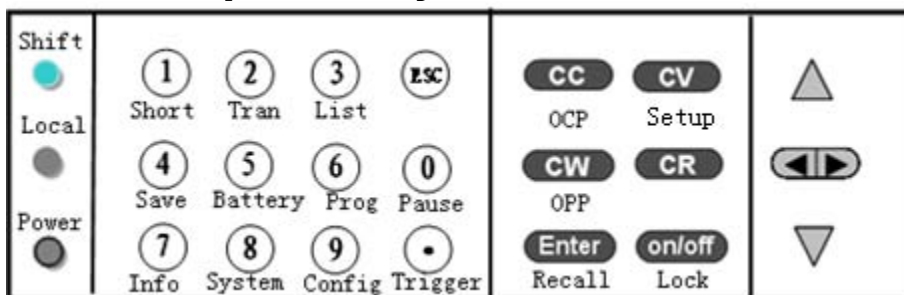 Shift
1 2 3 ESC CC CV
Short Tran List OCP Setup
Local
4 5 6 0 CW CR
Save Battery Prog Pause OPP
Power
7 8 9 . Enter on/off
Info System Config Trigger Recall Lock